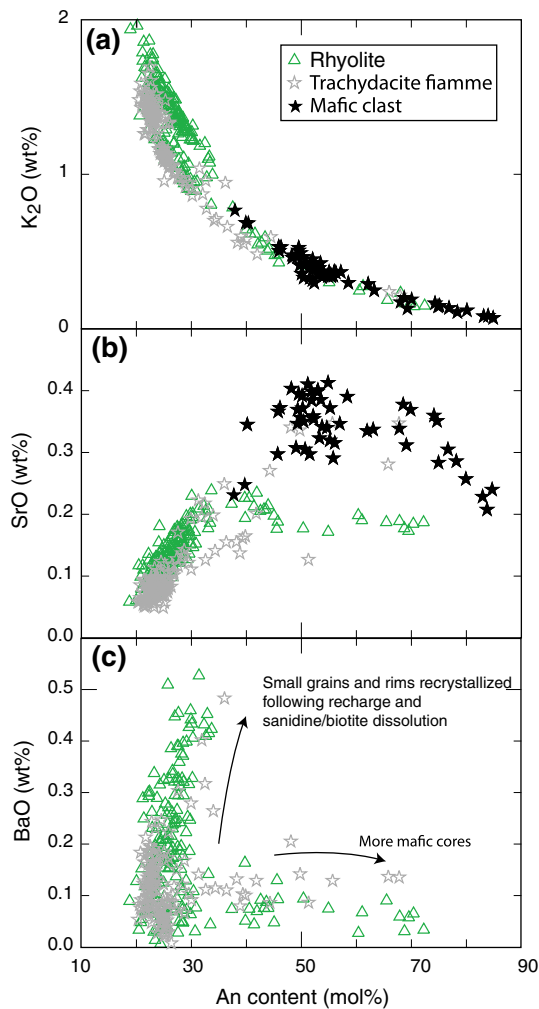 (a)
2
1
0
K₂O (wt%)
Rhyolite
Trachydacite fiamme
Mafic clast
(b)
0.4
0.3
0.2
0.1
0.0
SrO (wt%)
(c)
0.5
0.4
0.3
0.2
0.1
0.0
BaO (wt%)
Small grains and rims recrystallized
following recharge and
sanidine/biotite dissolution
More mafic cores
10 30 50 70 90
An content (mol%)